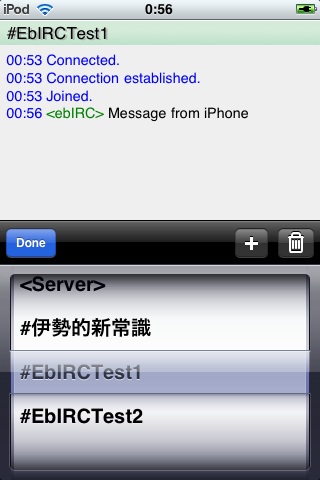 iPod 0:56
#EbIRCTest1
00:53 Connected.
00:53 Connection established.
00:53 Joined.
00:56 <ebIRC> Message from iPhone
Done
<Server>
#伊勢的新常識
#EbIRCTest1
#EbIRCTest2